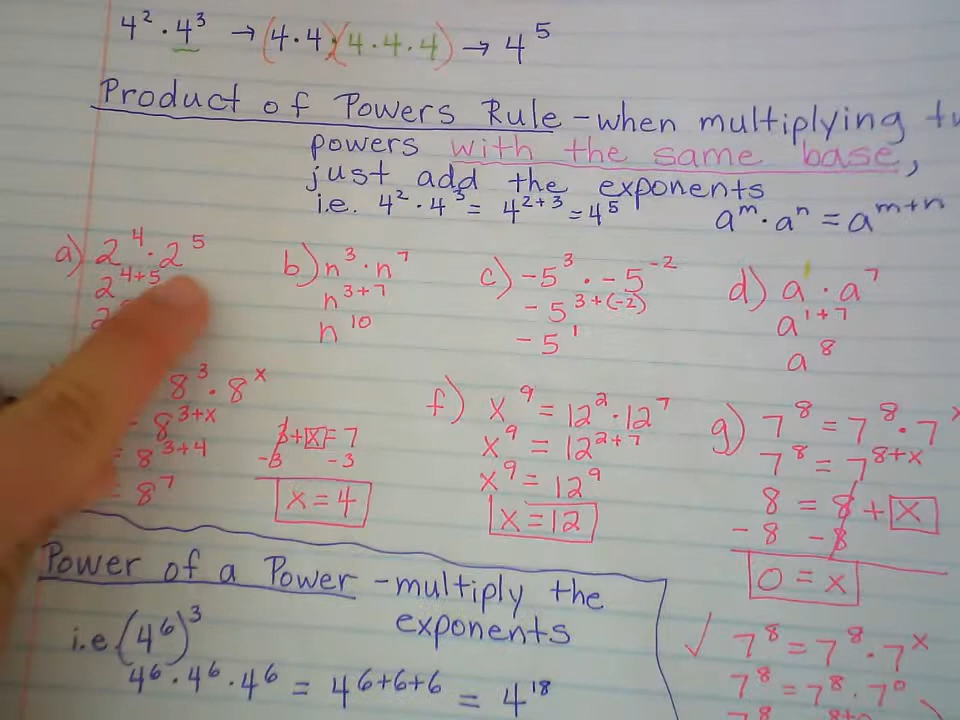 4² · 4³ → (4 · 4)(4 · 4 · 4) → 4⁵
Product of Powers Rule - when multiplying
powers with the same base,
just add the exponents
i.e. 4² · 4³ = 4²⁺³ = 4⁵
aᵐ · aⁿ = aᵐ⁺ⁿ
a) 2⁴ · 2⁵
2⁴⁺⁵
b) n³ · n⁷
n³⁺⁷
n¹⁰
c) -5³ · -5⁻²
-5³⁺⁽⁻²⁾
-5¹
d) a¹ · a⁷
a¹⁺⁷
a⁸
8³ · 8ˣ
8³⁺ˣ
= 8³⁺⁴
= 8⁷
3 + x = 7
-3 -3
x = 4
f) x⁹ = 12² · 12⁷
x⁹ = 12²⁺⁷
x⁹ = 12⁹
x = 12
g) 7⁸ = 7⁸ · 7ˣ
7⁸ = 7⁸⁺ˣ
8 = 8 + x
-8 -8
0 = x
✓ 7⁸ = 7⁸ · 7ˣ
7⁸ = 7⁸ · 7⁰
Power of a Power - multiply the
exponents
i.e. (4⁶)³
4⁶ · 4⁶ · 4⁶ = 4⁶⁺⁶⁺⁶ = 4¹⁸